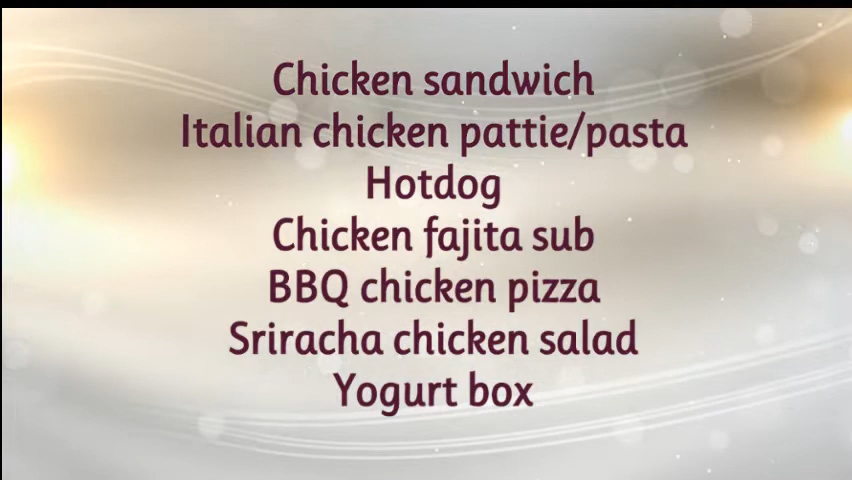 Chicken sandwich
Italian chicken pattie/pasta
Hotdog
Chicken fajita sub
BBQ chicken pizza
Sriracha chicken salad
Yogurt box